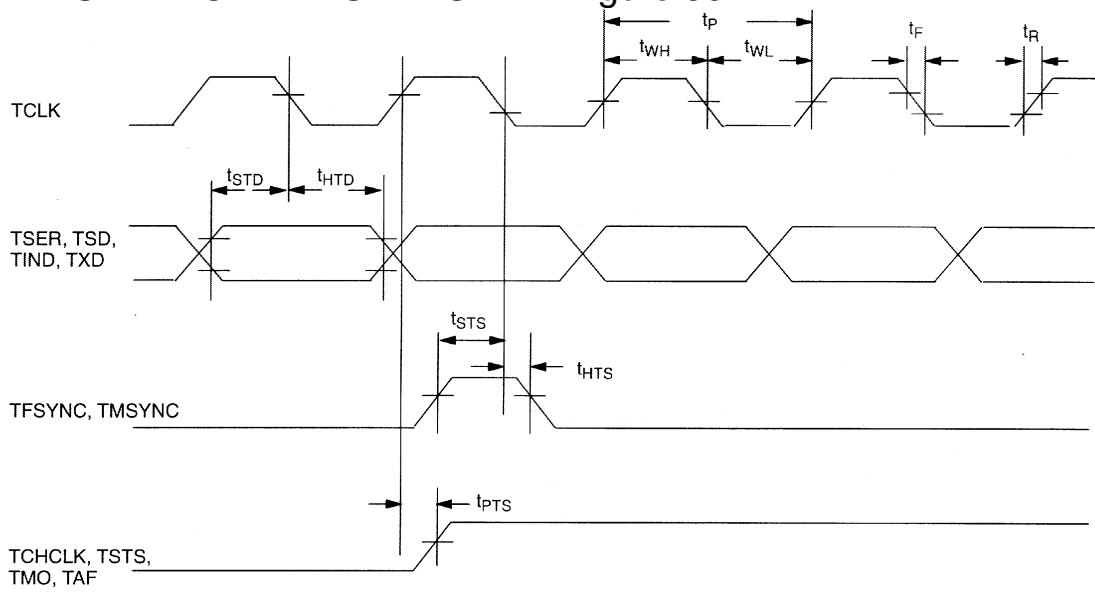 tP
tWH
tWL
tF
tR
TCLK
tSTD
tHTD
TSER, TSD,
TIND, TXD
tSTS
tHTS
TFSYNC, TMSYNC
tPTS
TCHCLK, TSTS,
TMO, TAF